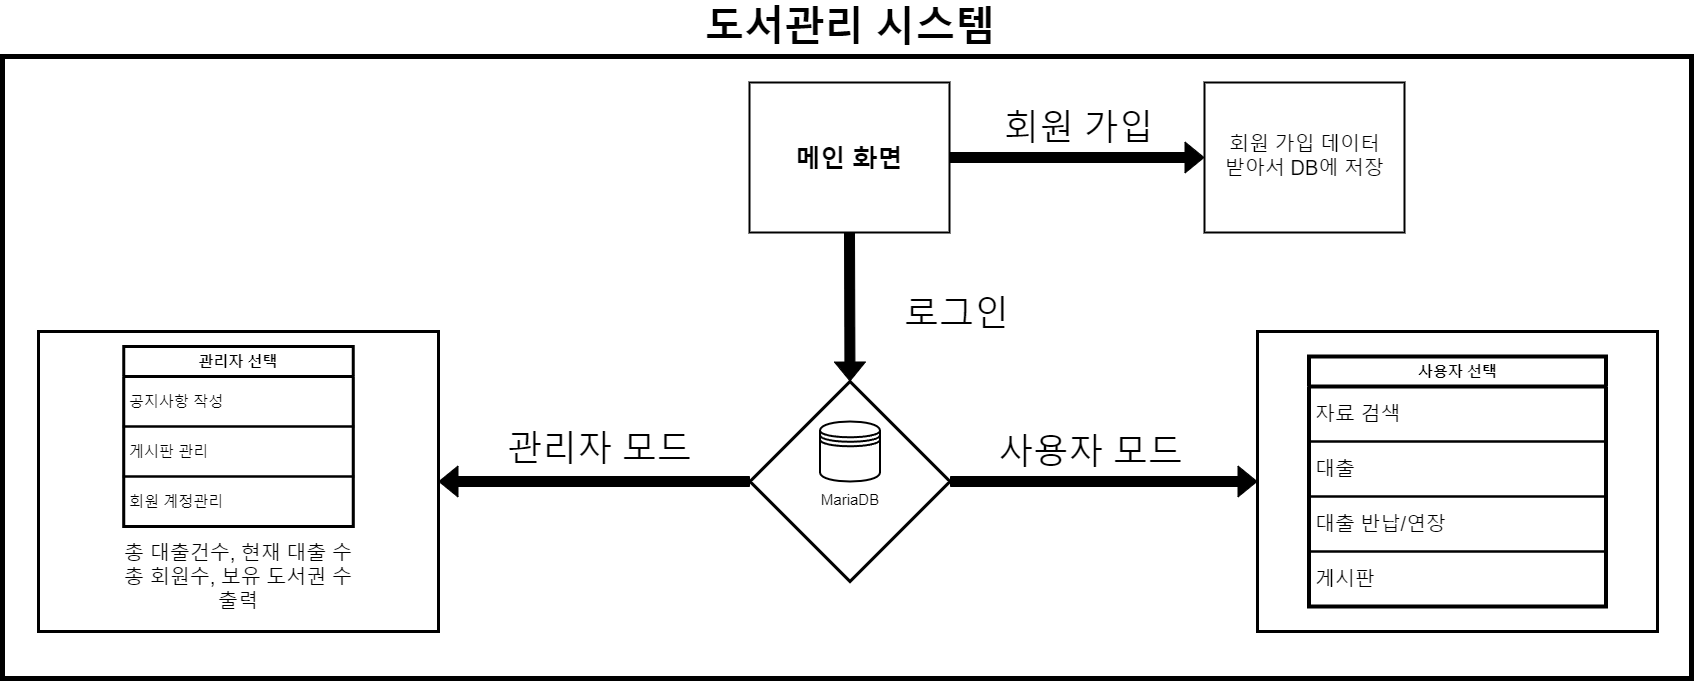 도서관리 시스템
메인 화면
회원 가입
회원 가입 데이터
받아서 DB에 저장
로그인
관리자 선택
공지사항 작성
게시판 관리
회원 계정관리
총 대출건수, 현재 대출 수
총 회원수, 보유 도서권 수
출력
관리자 모드
MariaDB
사용자 모드
사용자 선택
자료 검색
대출
대출 반납/연장
게시판